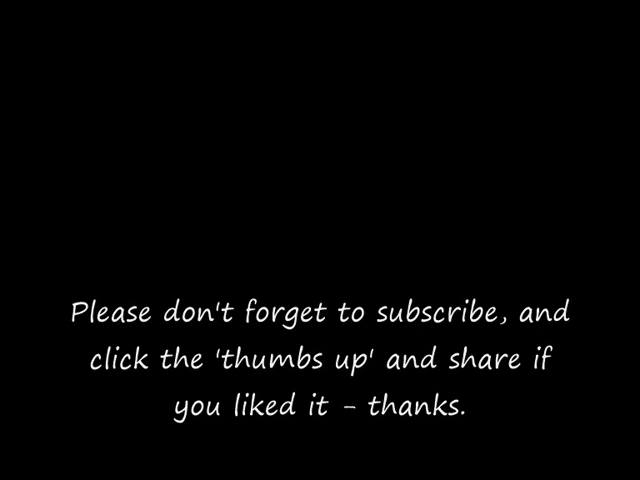 Please don't forget to subscribe, and
click the 'thumbs up' and share if
you liked it - thanks.